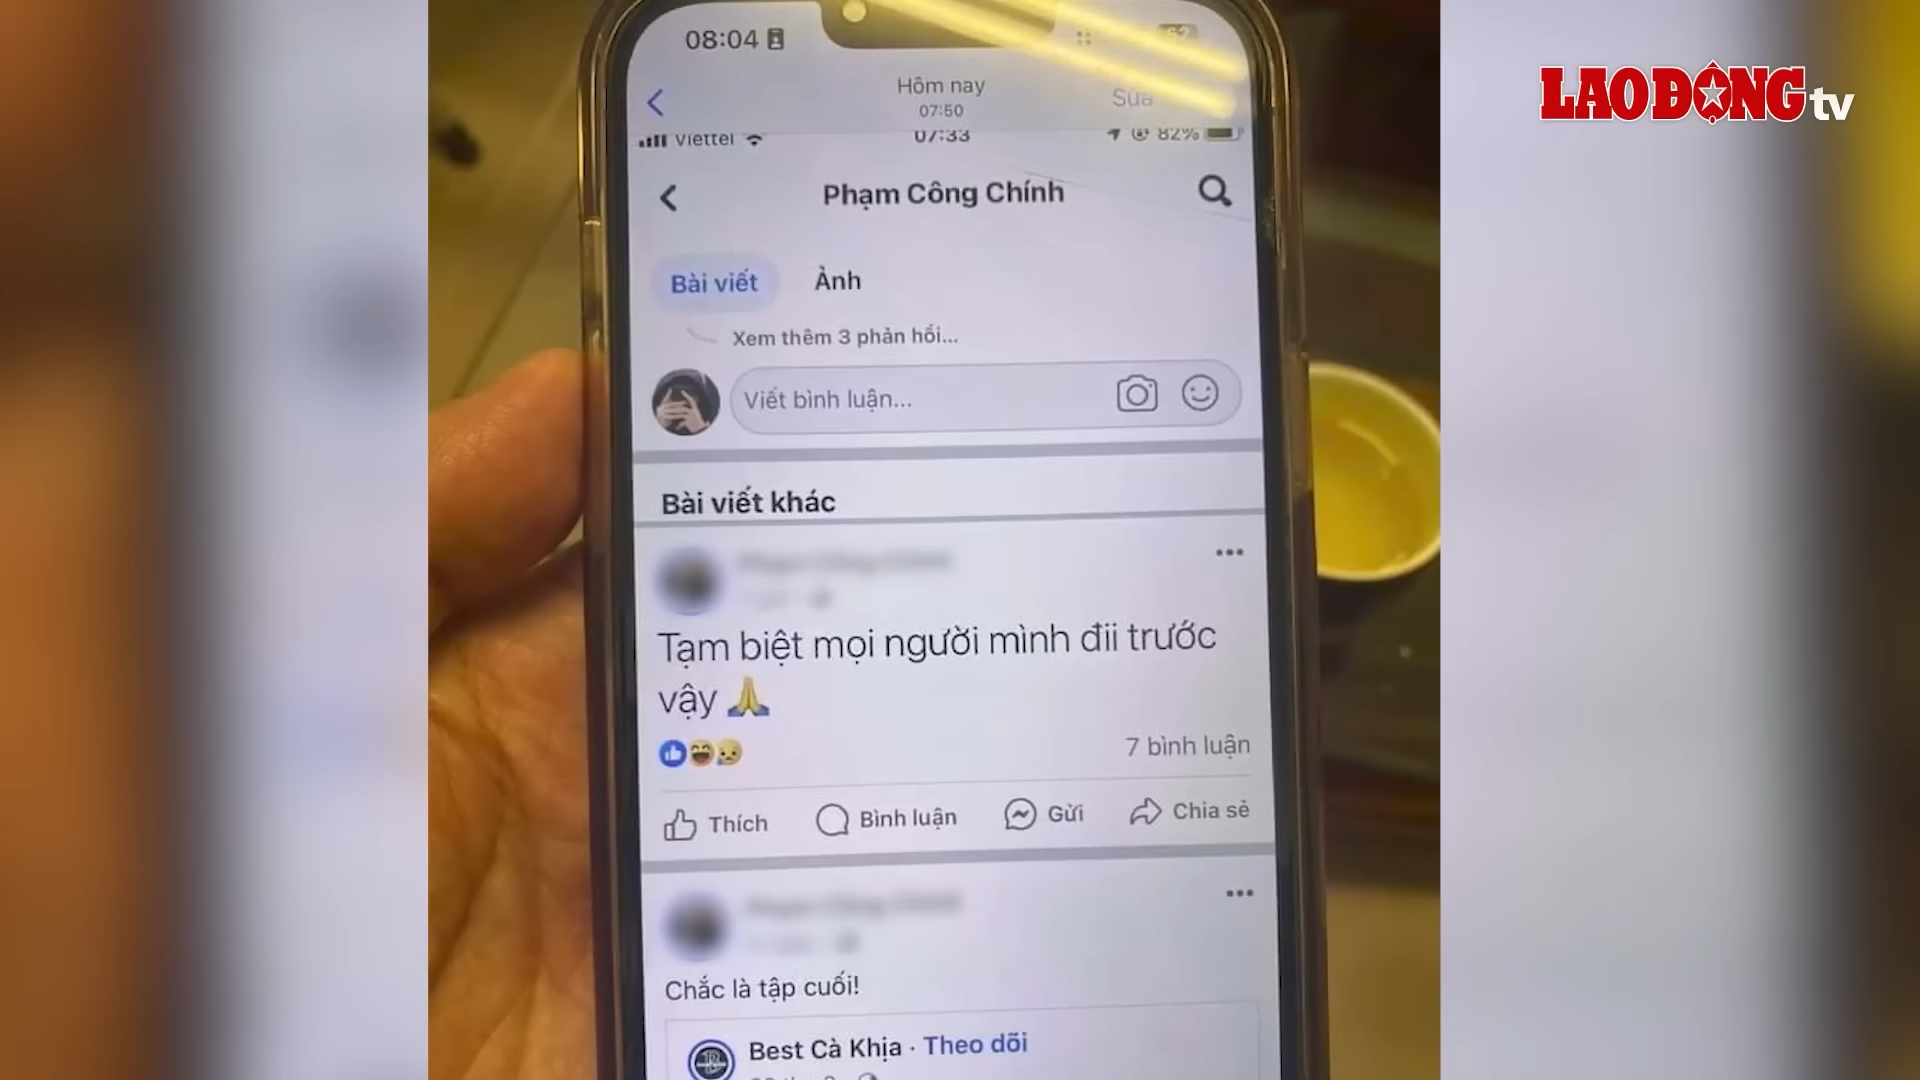 LAO ĐỘNG tv
08:04
Hôm nay
07:50
Sửa
Viettel 07:33 82%
Phạm Công Chính
Bài viết Ảnh
Xem thêm 3 phản hồi...
Viết bình luận...
Bài viết khác
Tạm biệt mọi người mình đii trước
vậy 🙏
7 bình luận
Thích Bình luận Gửi Chia sẻ
Chắc là tập cuối!
Best Cà Khịa · Theo dõi